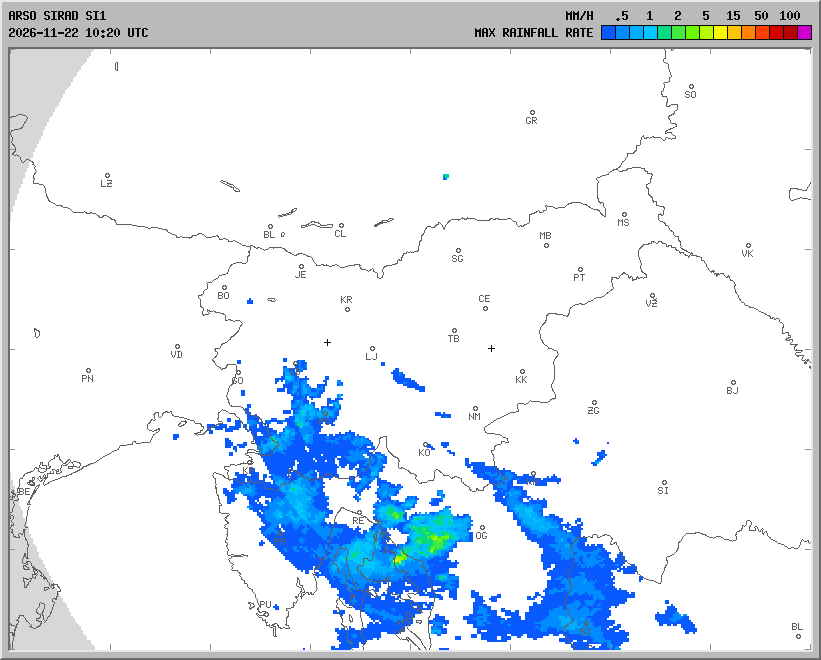 ARSO SIRAD SI1
2026-11-22 10:20 UTC
MM/H .5 1 2 5 15 50 100
MAX RAINFALL RATE
SO
GR
LZ
MS
BL
CL
MB
VK
SG
JE
PT
BO
KR
CE
VZ
TB
VD
LJ
PN
GO
KK
BJ
ZG
NM
KO
SI
BE
RE
OG
PU
BI
BL